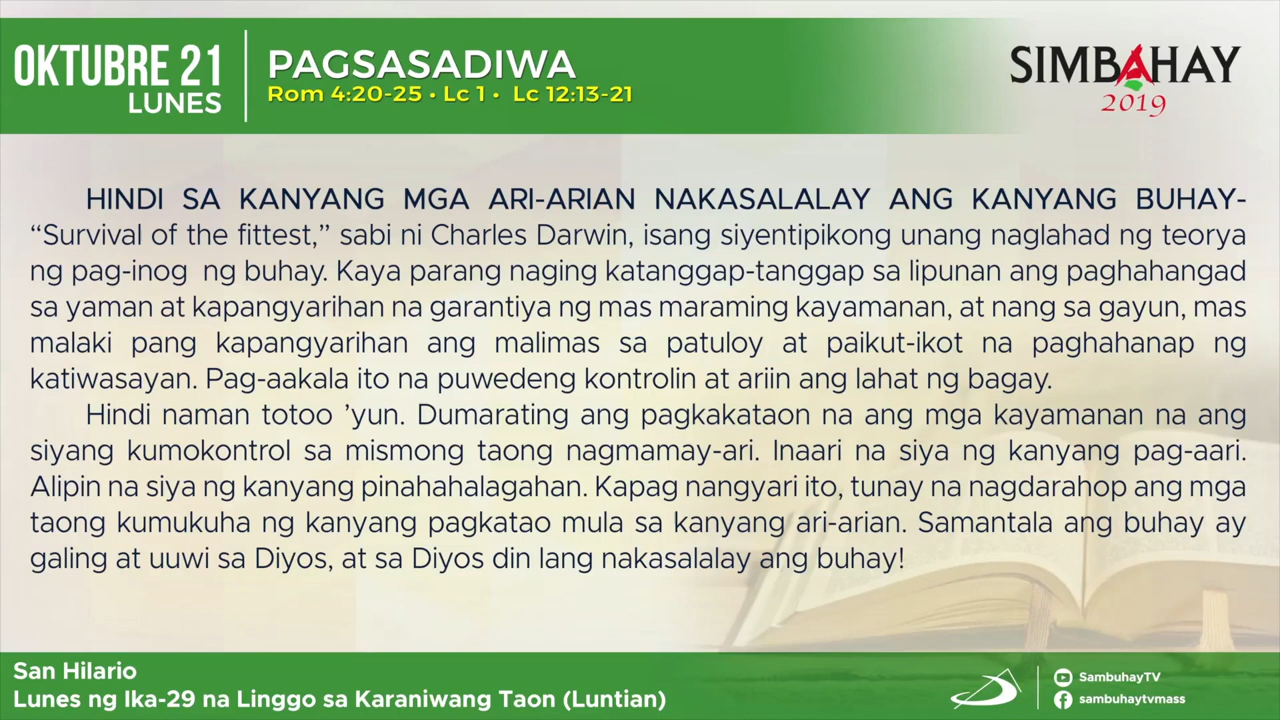 OKTUBRE 21
LUNES
PAGSASADIWA
Rom 4:20-25 • Lc 1 • Lc 12:13-21
SIMBAHAY
2019
HINDI SA KANYANG MGA ARI-ARIAN NAKASALALAY ANG KANYANG BUHAY-
“Survival of the fittest,” sabi ni Charles Darwin, isang siyentipikong unang naglahad ng teorya
ng pag-inog ng buhay. Kaya parang naging katanggap-tanggap sa lipunan ang paghahangad
sa yaman at kapangyarihan na garantiya ng mas maraming kayamanan, at nang sa gayun, mas
malaki pang kapangyarihan ang malimas sa patuloy at paikut-ikot na paghahanap ng
katiwasayan. Pag-aakala ito na puwedeng kontrolin at ariin ang lahat ng bagay.
Hindi naman totoo ’yun. Dumarating ang pagkakataon na ang mga kayamanan na ang
siyang kumokontrol sa mismong taong nagmamay-ari. Inaari na siya ng kanyang pag-aari.
Alipin na siya ng kanyang pinahahalagahan. Kapag nangyari ito, tunay na nagdarahop ang mga
taong kumukuha ng kanyang pagkatao mula sa kanyang ari-arian. Samantala ang buhay ay
galing at uuwi sa Diyos, at sa Diyos din lang nakasalalay ang buhay!
San Hilario
Lunes ng Ika-29 na Linggo sa Karaniwang Taon (Luntian)
SambuhayTV
sambuhaytvmass